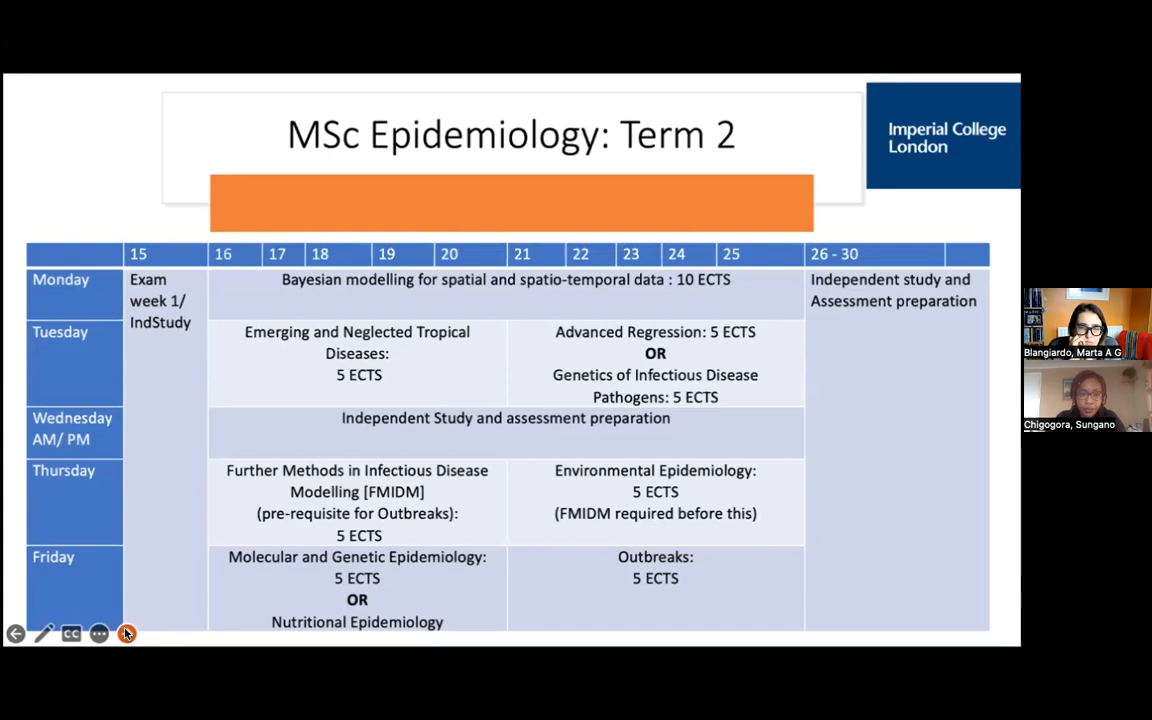 MSc Epidemiology: Term 2
Imperial College
London
15 16 17 18 19 20 21 22 23 24 25 26 - 30
Monday
Exam
week 1/
IndStudy
Bayesian modelling for spatial and spatio-temporal data : 10 ECTS
Independent study and
Assessment preparation
Tuesday
Emerging and Neglected Tropical
Diseases:
5 ECTS
Advanced Regression: 5 ECTS
OR
Genetics of Infectious Disease
Pathogens: 5 ECTS
Wednesday
AM/ PM
Independent Study and assessment preparation
Thursday
Further Methods in Infectious Disease
Modelling [FMIDM]
(pre-requisite for Outbreaks):
5 ECTS
Environmental Epidemiology:
5 ECTS
(FMIDM required before this)
Friday
Molecular and Genetic Epidemiology:
5 ECTS
OR
Nutritional Epidemiology
Outbreaks:
5 ECTS
CC
Blangiardo, Marta A G
Chigogora, Sungano